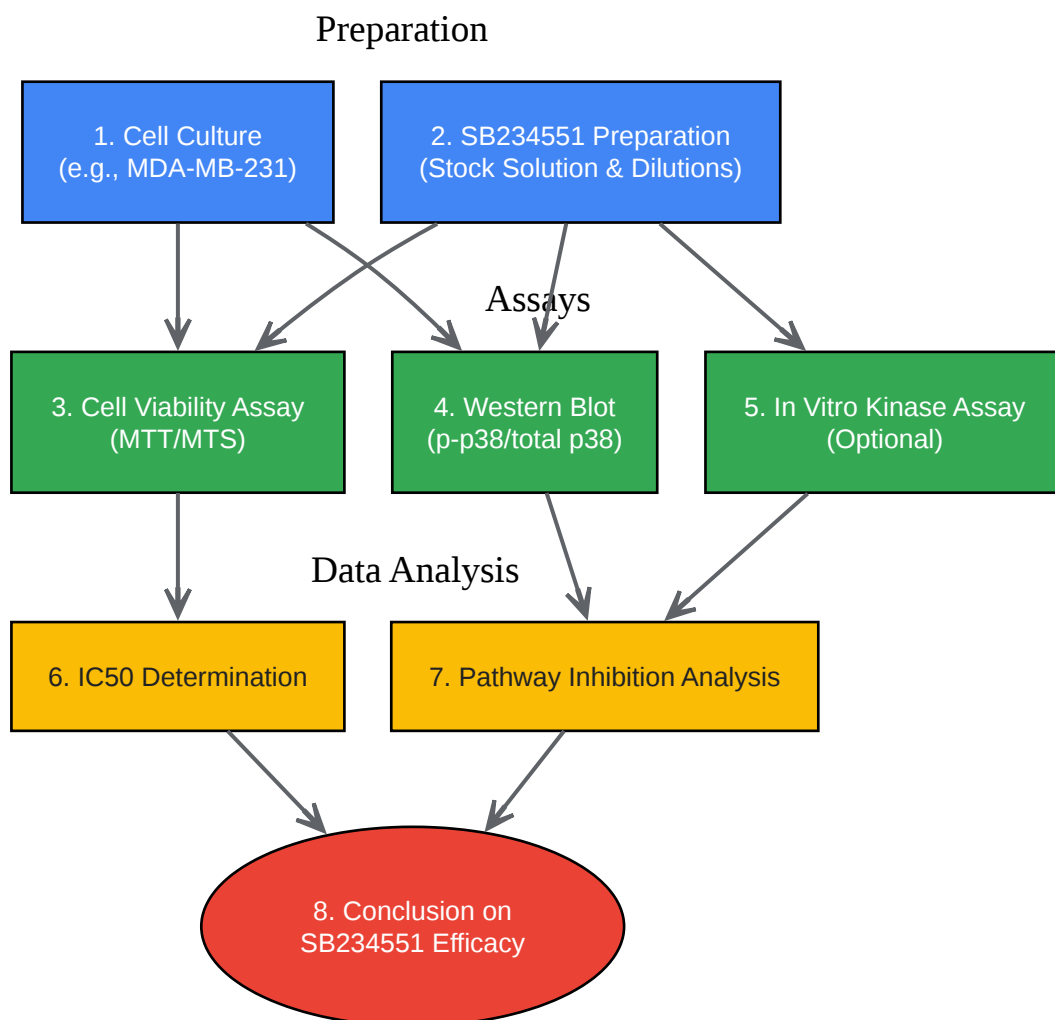 Preparation
1. Cell Culture
(e.g., MDA-MB-231)
2. SB234551 Preparation
(Stock Solution & Dilutions)
Assays
3. Cell Viability Assay
(MTT/MTS)
4. Western Blot
(p-p38/total p38)
5. In Vitro Kinase Assay
(Optional)
Data Analysis
6. IC50 Determination
7. Pathway Inhibition Analysis
8. Conclusion on
SB234551 Efficacy